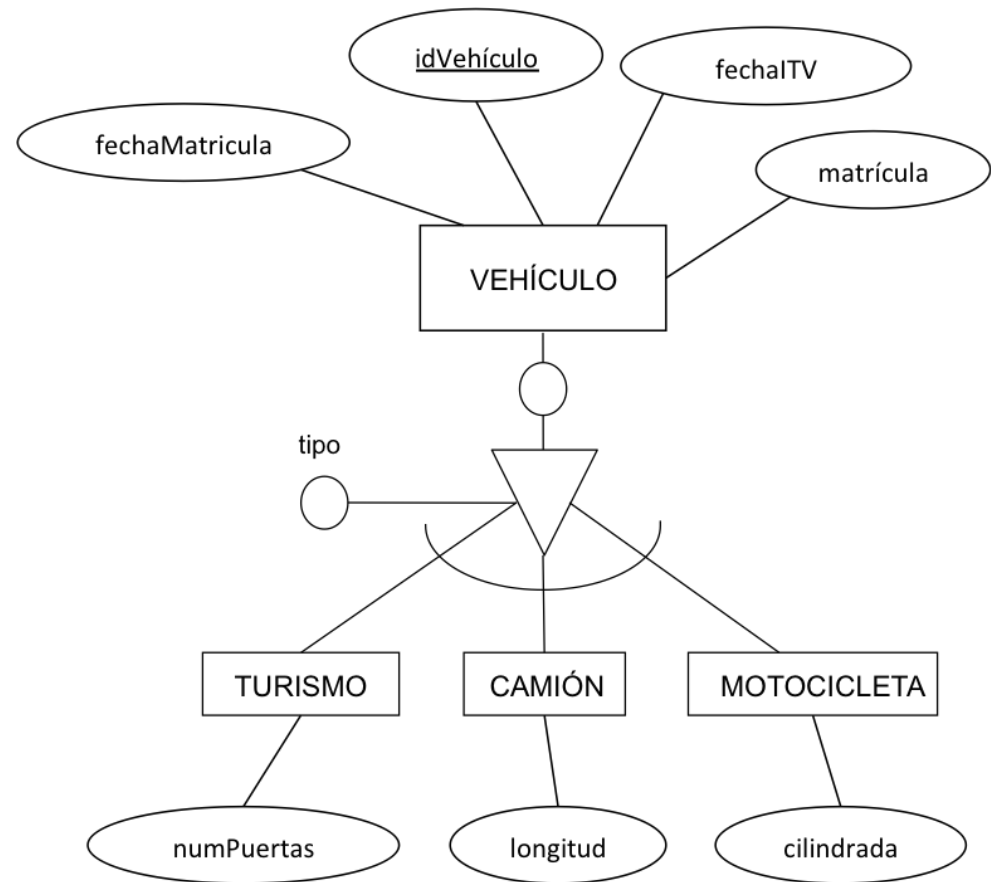 idVehículo
fechaITV
fechaMatricula
matrícula
VEHÍCULO
tipo
TURISMO
CAMIÓN
MOTOCICLETA
numPuertas
longitud
cilindrada